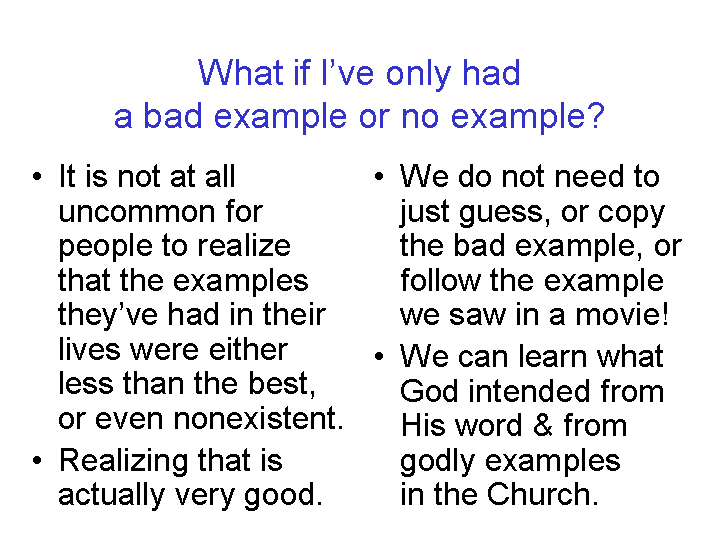 What if I’ve only had
a bad example or no example?
• It is not at all
uncommon for
people to realize
that the examples
they’ve had in their
lives were either
less than the best,
or even nonexistent.
• Realizing that is
actually very good.
• We do not need to
just guess, or copy
the bad example, or
follow the example
we saw in a movie!
• We can learn what
God intended from
His word & from
godly examples
in the Church.